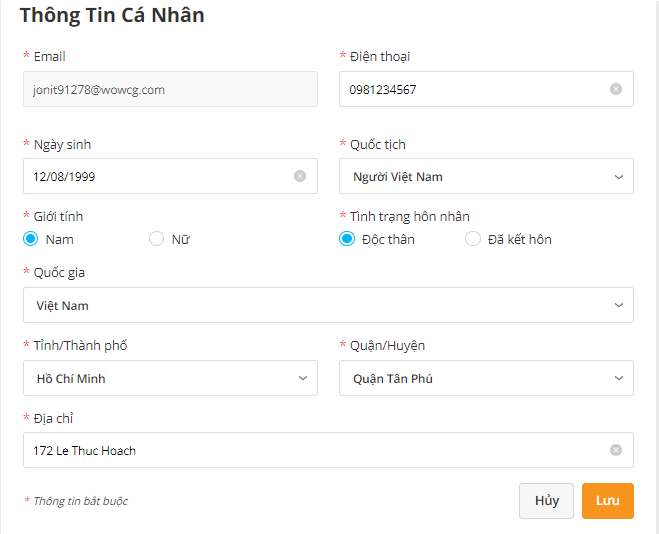 Thông Tin Cá Nhân
* Email * Điện thoại
jonit91278@wowcg.com 0981234567
* Ngày sinh * Quốc tịch
12/08/1999 Người Việt Nam
* Giới tính * Tình trạng hôn nhân
Nam Nữ Độc thân Đã kết hôn
* Quốc gia
Việt Nam
* Tỉnh/Thành phố * Quận/Huyện
Hồ Chí Minh Quận Tân Phú
* Địa chỉ
172 Le Thuc Hoach
* Thông tin bắt buộc Hủy Lưu